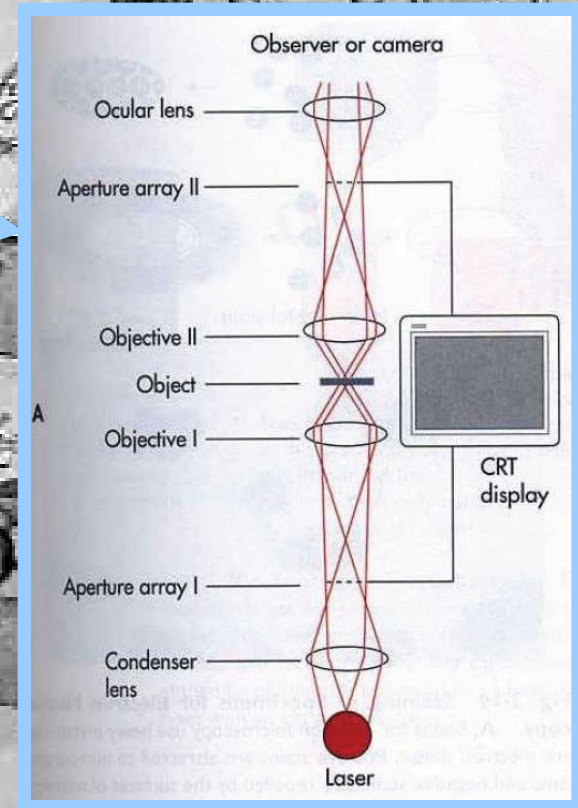 Observer or camera
Ocular lens
Aperture array II
Objective II
Object
A
Objective I
CRT
display
Aperture array I
Condenser
lens
Laser